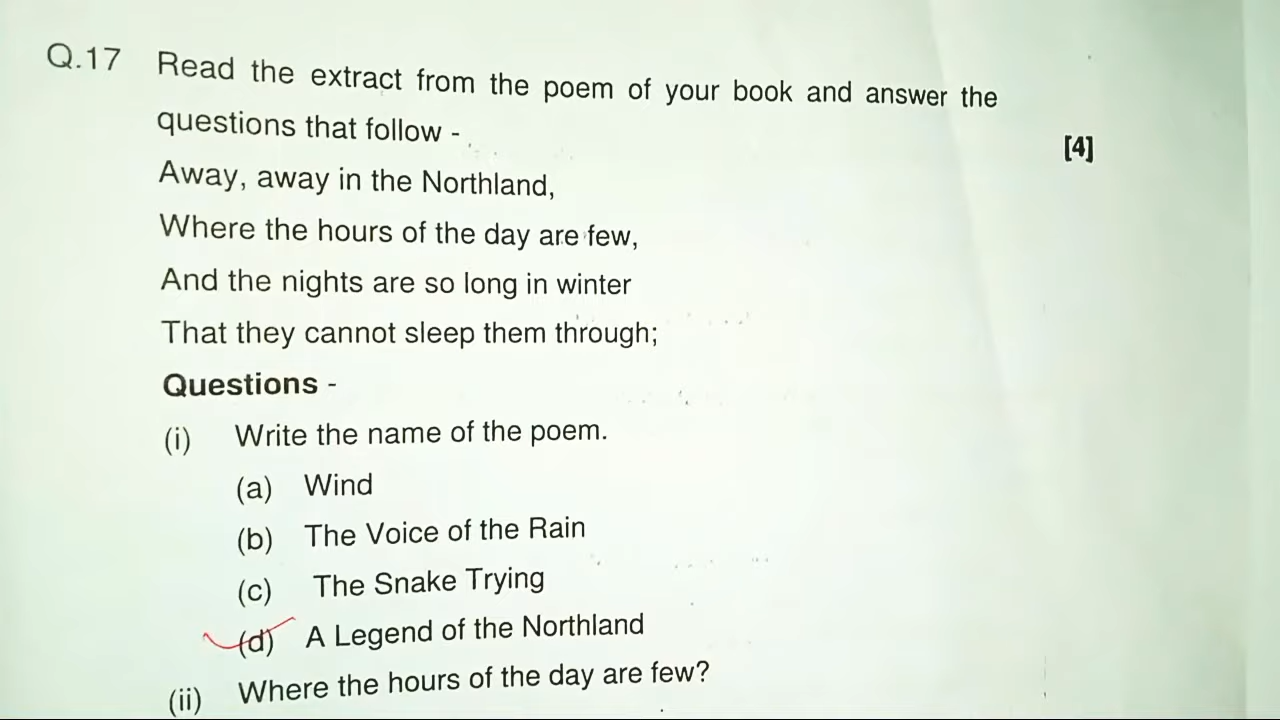 Q.17 Read the extract from the poem of your book and answer the
questions that follow -
[4]
Away, away in the Northland,
Where the hours of the day are few,
And the nights are so long in winter
That they cannot sleep them through;
Questions -
(i) Write the name of the poem.
(a) Wind
(b) The Voice of the Rain
(c) The Snake Trying
(d) A Legend of the Northland
(ii) Where the hours of the day are few?